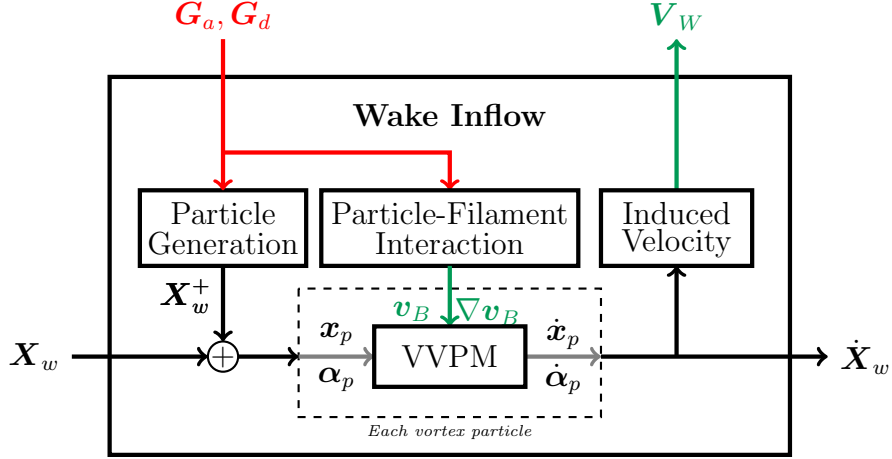 G_a, G_d
V_W
Wake Inflow
Particle
Generation
Particle-Filament
Interaction
Induced
Velocity
X_w^+
v_B ∇v_B
x_p
ẋ_p
X_w
+
VVPM
Ẋ_w
α_p
α̇_p
Each vortex particle